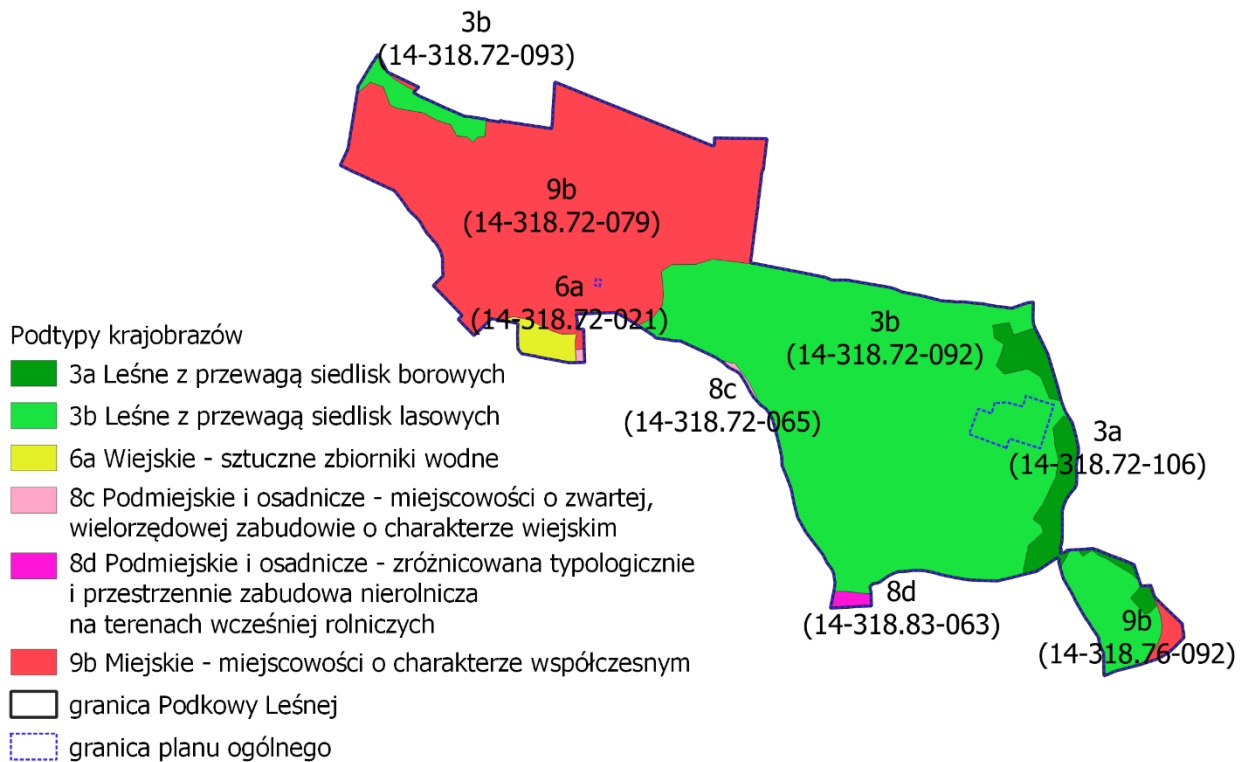 3b
(14-318.72-093)
9b
(14-318.72-079)
6a
(14-318.72-021)
3b
(14-318.72-092)
8c
(14-318.72-065)
3a
(14-318.72-106)
8d
(14-318.83-063)
9b
(14-318.76-092)
Podtypy krajobrazów
3a Leśne z przewagą siedlisk borowych
3b Leśne z przewagą siedlisk lasowych
6a Wiejskie - sztuczne zbiorniki wodne
8c Podmiejskie i osadnicze - miejscowości o zwartej,
wielorzędowej zabudowie o charakterze wiejskim
8d Podmiejskie i osadnicze - zróżnicowana typologicznie
i przestrzennie zabudowa nierolnicza
na terenach wcześniej rolniczych
9b Miejskie - miejscowości o charakterze współczesnym
granica Podkowy Leśnej
granica planu ogólnego